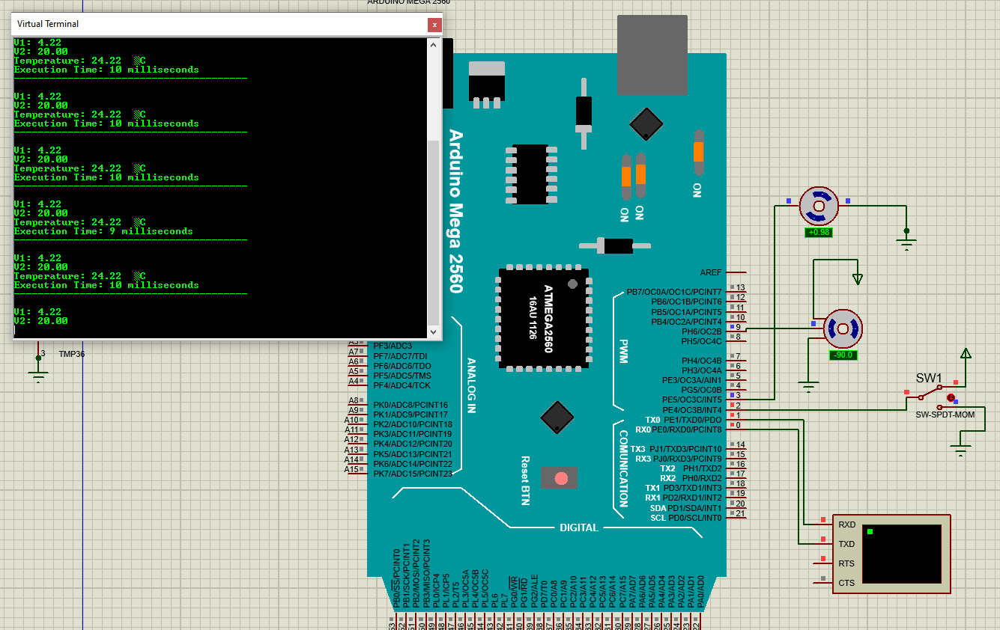 ARDUINO MEGA 2560
Virtual Terminal
x
V1: 4.22
V2: 20.00
Temperature: 24.22 ▒C
Execution Time: 10 milliseconds
---------------------------------------
V1: 4.22
V2: 20.00
Temperature: 24.22 ▒C
Execution Time: 10 milliseconds
---------------------------------------
V1: 4.22
V2: 20.00
Temperature: 24.22 ▒C
Execution Time: 10 milliseconds
---------------------------------------
V1: 4.22
V2: 20.00
Temperature: 24.22 ▒C
Execution Time: 9 milliseconds
---------------------------------------
V1: 4.22
V2: 20.00
Temperature: 24.22 ▒C
Execution Time: 10 milliseconds
---------------------------------------
V1: 4.22
V2: 20.00
3
TMP36
Arduino Mega 2560
ON
ON
ON
ATMEGA2560
16AU 1126
PF3/ADC3
A7 PF7/ADC7/TDI
A6 PF6/ADC6/TDO
A5 PF5/ADC5/TMS
A4 PF4/ADC4/TCK
A8 PK0/ADC8/PCINT16
A9 PK1/ADC9/PCINT17
A10 PK2/ADC10/PCINT18
A11 PK3/ADC11/PCINT19
A12 PK4/ADC12/PCINT20
A13 PK5/ADC13/PCINT21
A14 PK6/ADC14/PCINT22
A15 PK7/ADC15/PCINT23
ANALOG IN
Reset BTN
AREF
PB7/OC0A/OC1C/PCINT7 13
PB6/OC1B/PCINT6 12
PB5/OC1A/PCINT5 11
PB4/OC2A/PCINT4 10
PH6/OC2B 9
PH5/OC4C 8
PH4/OC4B 7
PH3/OC4A 6
PE3/OC3A/AIN1 5
PG5/OC0B 4
PE5/OC3C/INT5 3
PE4/OC3B/INT4 2
TX0 PE1/TXD0/PDO 1
RX0 PE0/RXD0/PCINT8 0
TX3 PJ1/TXD3/PCINT10 14
RX3 PJ0/RXD3/PCINT9 15
TX2 PH1/TXD2 16
RX2 PH0/RXD2 17
TX1 PD3/TXD1/INT3 18
RX1 PD2/RXD1/INT2 19
SDA PD1/SDA/INT1 20
SCL PD0/SCL/INT0 21
PWM
COMUNICATION
DIGITAL
PB0/SS/PCINT0
PB1/SCK/PCINT1
PB2/MOSI/PCINT2
PB3/MISO/PCINT3
PL0/ICP4
PL1/ICP5
PL2/T5
PL3/OC5A
PL4/OC5B
PL5/OC5C
PL6
PL7
PG0/WR
PG1/RD
PG2/ALE
PD7/T0
PC0/A8
PC1/A9
PC2/A10
PC3/A11
PC4/A12
PC5/A13
PC6/A14
PC7/A15
PA7/AD7
PA6/AD6
PA5/AD5
PA4/AD4
PA3/AD3
PA2/AD2
PA1/AD1
PA0/AD0
+0.98
-90.0
SW1
SW-SPDT-MOM
RXD
TXD
RTS
CTS